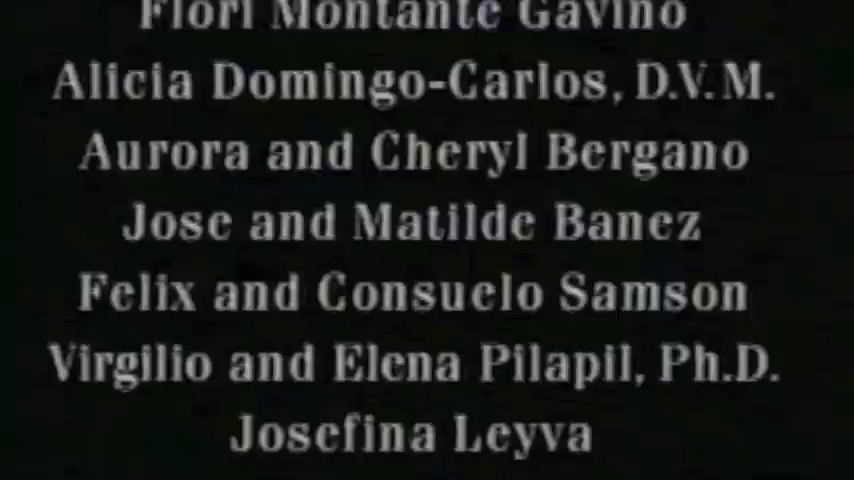 Flori Montante Gavino
Alicia Domingo-Carlos, D.V.M.
Aurora and Cheryl Bergano
Jose and Matilde Banez
Felix and Consuelo Samson
Virgilio and Elena Pilapil, Ph.D.
Josefina Leyva